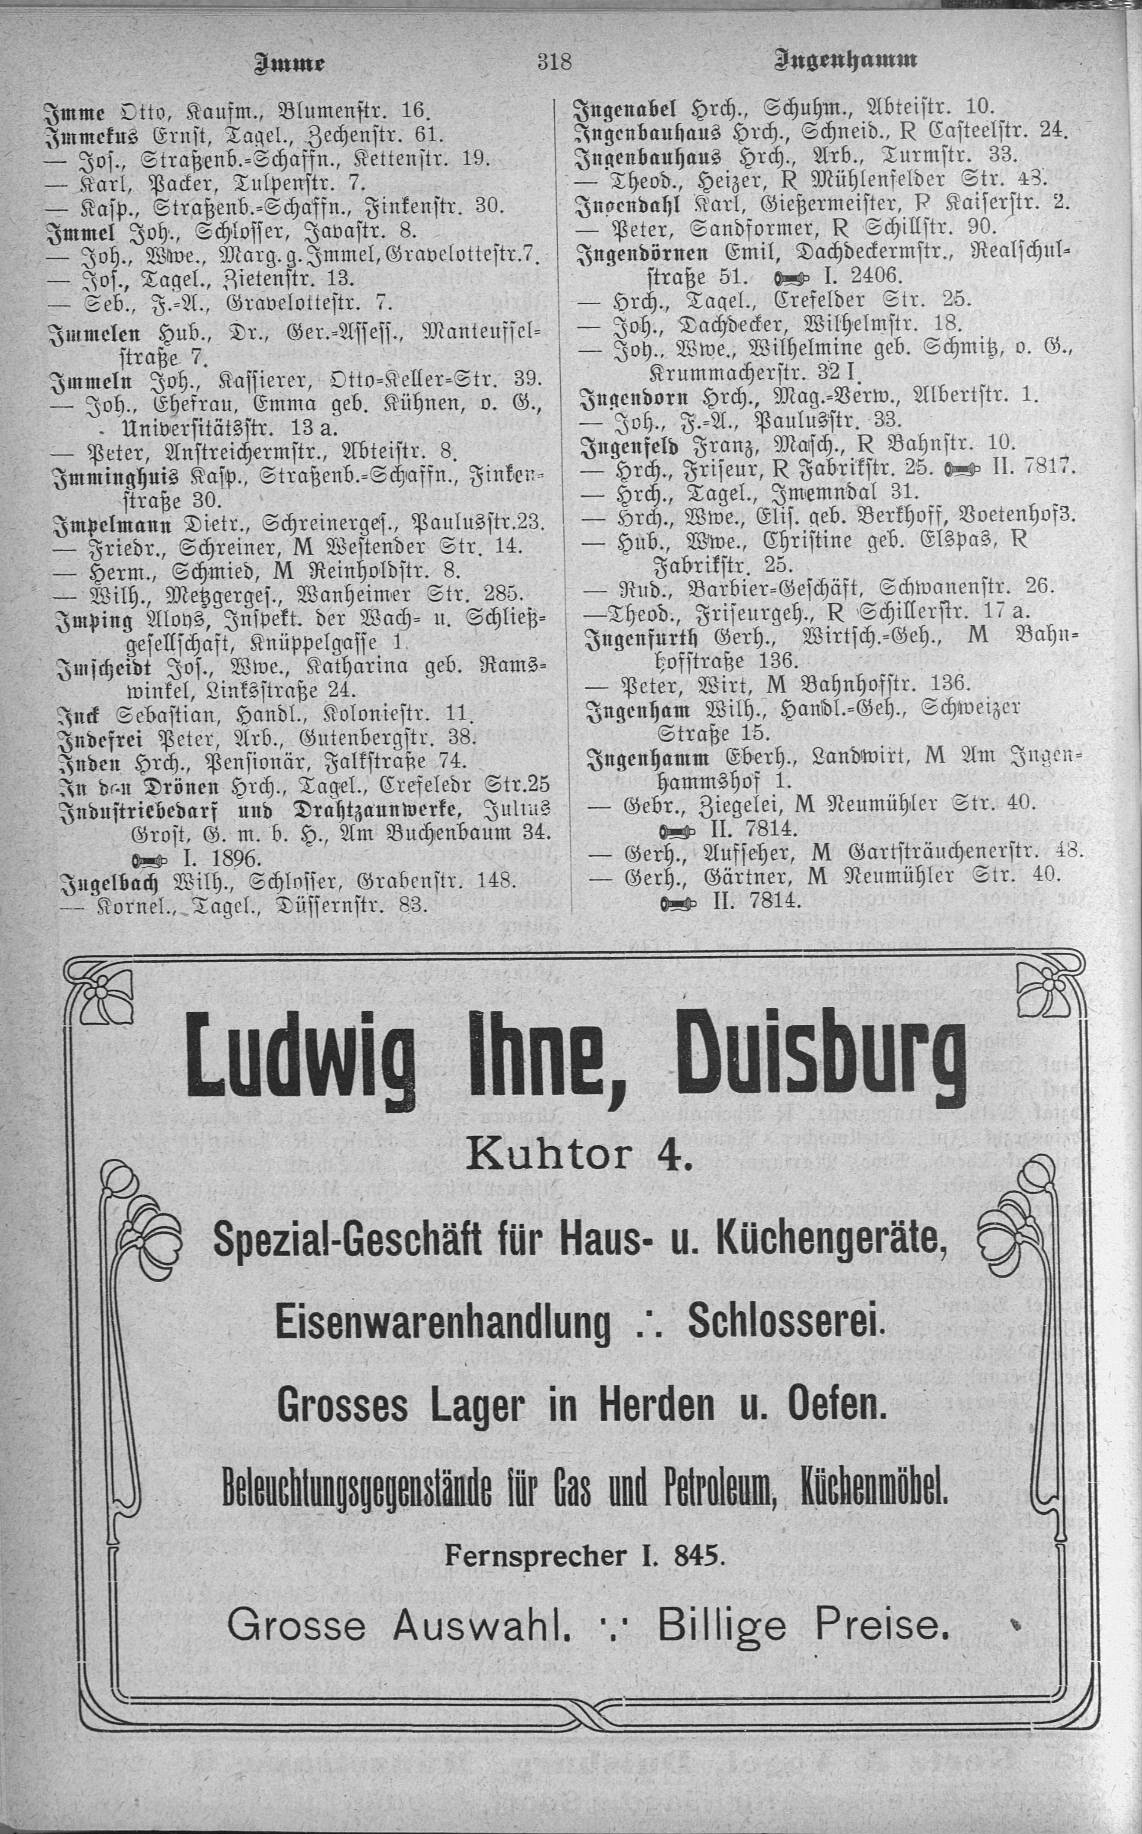 Imme 318 Ingenhamm
Imme Otto, Kaufm., Blumenstr. 16.
Immekus Ernst, Tagel., Zechenstr. 61.
— Jos., Straßenb.-Schaffn., Kettenstr. 19.
— Karl, Packer, Tulpenstr. 7.
— Kasp., Straßenb.-Schaffn., Finkenstr. 30.
Immel Joh., Schlosser, Javastr. 8.
— Joh., Wwe., Marg. g. Immel, Gravelottestr. 7.
— Jos., Tagel., Zietenstr. 13.
— Seb., F.-A., Gravelottestr. 7.
Immelen Hub., Dr., Ger.-Assess., Manteuffel-
straße 7.
Immeln Joh., Kassierer, Otto-Keller-Str. 39.
— Joh., Ehefrau, Emma geb. Kühnen, o. G.,
Universitätsstr. 13 a.
— Peter, Anstreichermstr., Abteistr. 8.
Imminghuis Kasp., Straßenb.-Schaffn., Finken-
straße 30.
Impelmann Dietr., Schreinerges., Paulusstr. 23.
— Friedr., Schreiner, M Westender Str. 14.
— Herm., Schmied, M Reinholdstr. 8.
— Wilh., Metzgerges., Wanheimer Str. 285.
Imping Aloys, Inspekt. der Wach- u. Schließ-
gesellschaft, Knüppelgasse 1.
Imscheidt Jos., Wwe., Katharina geb. Rams-
winkel, Linksstraße 24.
Inck Sebastian, Handl., Koloniestr. 11.
Indefrei Peter, Arb., Gutenbergstr. 38.
Inden Hrch., Pensionär, Falkstraße 74.
In den Drönen Hrch., Tagel., Crefeledr Str. 25
Industriebedarf und Drahtzaunwerke, Julius
Grost, G. m. b. H., Am Buchenbaum 34.
I. 1896.
Ingelbach Wilh., Schlosser, Grabenstr. 148.
— Kornel., Tagel., Düssernstr. 83.
Ingenabel Hrch., Schuhm., Abteistr. 10.
Ingenbauhaus Hrch., Schneid., R Casteelstr. 24.
Ingenbauhaus Hrch., Arb., Turmstr. 33.
— Theod., Heizer, R Mühlenfelder Str. 48.
Ingendahl Karl, Gießermeister, R Kaiserstr. 2.
— Peter, Sandformer, R Schillstr. 90.
Ingendörnen Emil, Dachdeckermstr., Realschul-
straße 51. I. 2406.
— Hrch., Tagel., Crefelder Str. 25.
— Joh., Dachdecker, Wilhelmstr. 18.
— Joh., Wwe., Wilhelmine geb. Schmitz, o. G.,
Krummacherstr. 32 I.
Ingendorn Hrch., Mag.-Verw., Albertstr. 1.
— Joh., F.-A., Paulusstr. 33.
Ingenfeld Franz, Masch., R Bahnstr. 10.
— Hrch., Friseur, R Fabrikstr. 25. II. 7817.
— Hrch., Tagel., Imemndal 31.
— Hrch., Wwe., Elis. geb. Berkhoff, Voetenhof3.
— Hub., Wwe., Christine geb. Elspas, R
Fabrikstr. 25.
— Rud., Barbier-Geschäft, Schwanenstr. 26.
— Theod., Friseurgeh., R Schillerstr. 17 a.
Ingenfurth Gerh., Wirtsch.-Geh., M Bahn-
hofstraße 136.
— Peter, Wirt, M Bahnhofstr. 136.
Ingenham Wilh., Handl.-Geh., Schweizer
Straße 15.
Ingenhamm Eberh., Landwirt, M Am Ingen-
hammshof 1.
— Gebr., Ziegelei, M Neumühler Str. 40.
II. 7814.
— Gerh., Aufseher, M Gartsträuchenerstr. 48.
— Gerh., Gärtner, M Neumühler Str. 40.
II. 7814.
Ludwig Ihne, Duisburg
Kuhtor 4.
Spezial-Geschäft für Haus- u. Küchengeräte,
Eisenwarenhandlung ∴ Schlosserei.
Grosses Lager in Herden u. Oefen.
Beleuchtungsgegenstände für Gas und Petroleum, Küchenmöbel.
Fernsprecher I. 845.
Grosse Auswahl. ∵ Billige Preise.